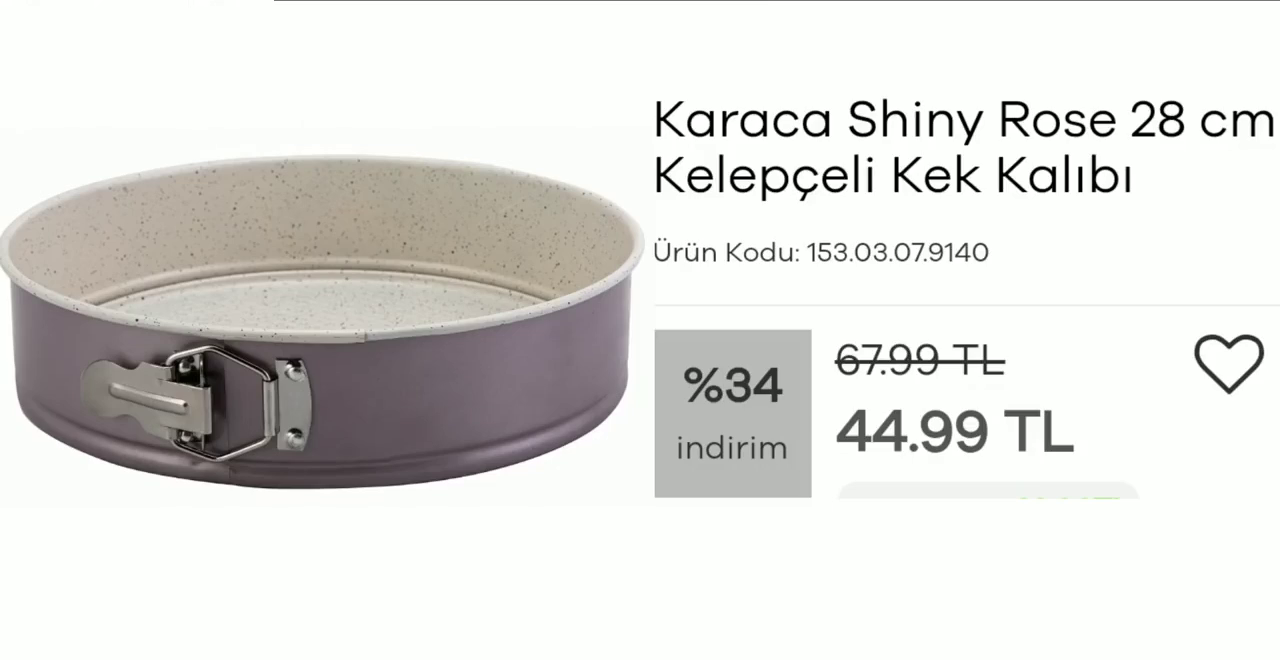 Karaca Shiny Rose 28 cm
Kelepçeli Kek Kalıbı
Ürün Kodu: 153.03.07.9140
%34
indirim
67.99 TL
44.99 TL